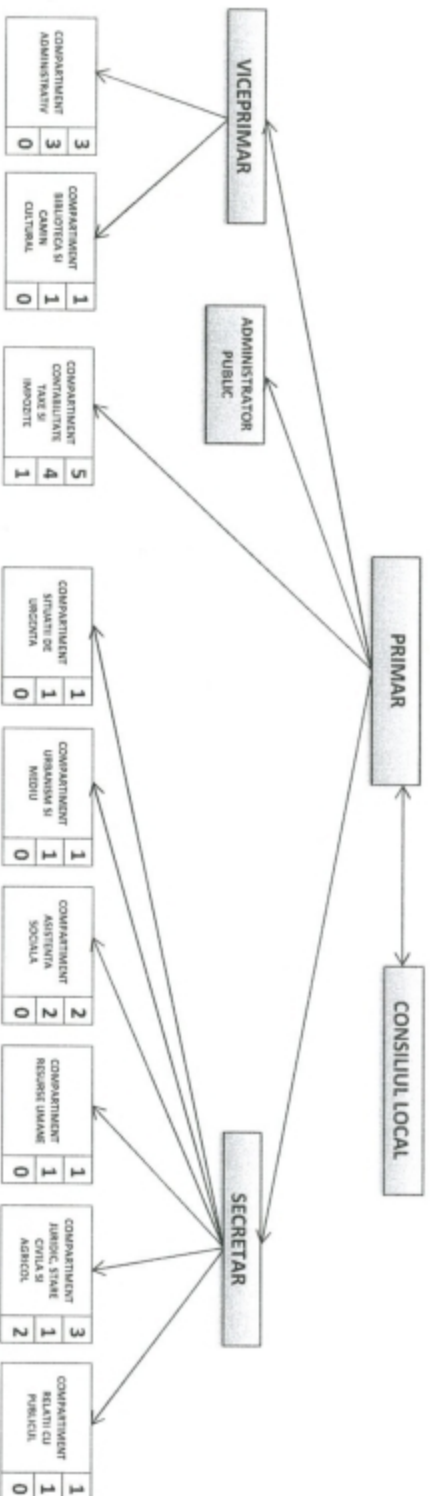 PRIMAR
CONSILIUL LOCAL
VICEPRIMAR
ADMINISTRATOR
PUBLIC
SECRETAR
COMPARTIMENT
ADMINISTRATIV
3
3
0
COMPARTIMENT
BIBLIOTECA SI
CAMIN
CULTURAL
1
1
0
COMPARTIMENT
CONTABILITATE
TAXE SI
IMPOZITE
5
4
1
COMPARTIMENT
SITUATII DE
URGENTA
1
1
0
COMPARTIMENT
URBANISM SI
MEDIU
1
1
0
COMPARTIMENT
ASISTENTA
SOCIALA
2
2
0
COMPARTIMENT
RESURSE UMANE
1
1
0
COMPARTIMENT
JURIDIC, STARE
CIVILA SI
AGRICOL
3
1
2
COMPARTIMENT
RELATII CU
PUBLICUL
1
1
0